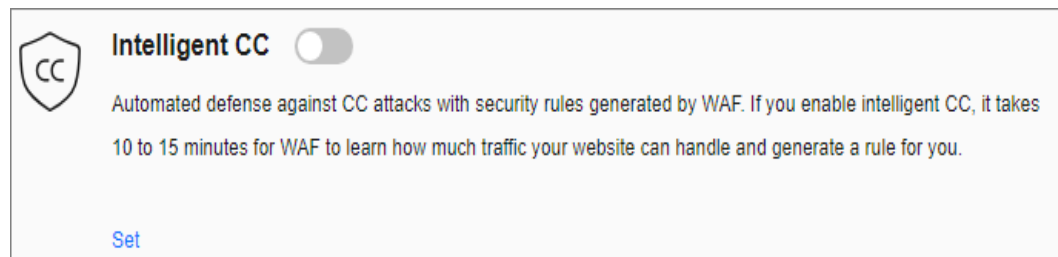 CC
Intelligent CC
Automated defense against CC attacks with security rules generated by WAF. If you enable intelligent CC, it takes
10 to 15 minutes for WAF to learn how much traffic your website can handle and generate a rule for you.
Set